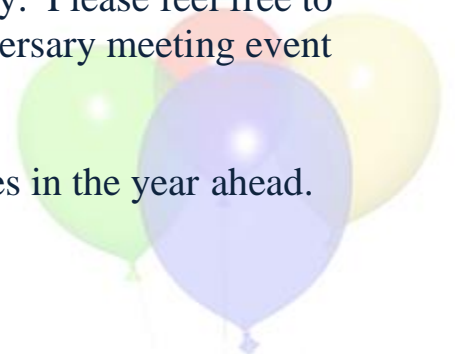 y. Please feel free to
ersary meeting event
es in the year ahead.